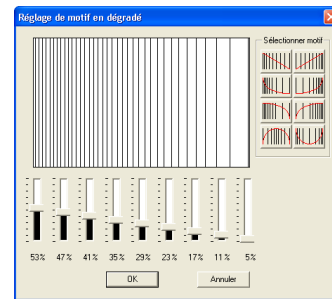 Réglage de motif en dégradé
Sélectionner motif
53% 47% 41% 35% 29% 23% 17% 11% 5%
OK Annuler